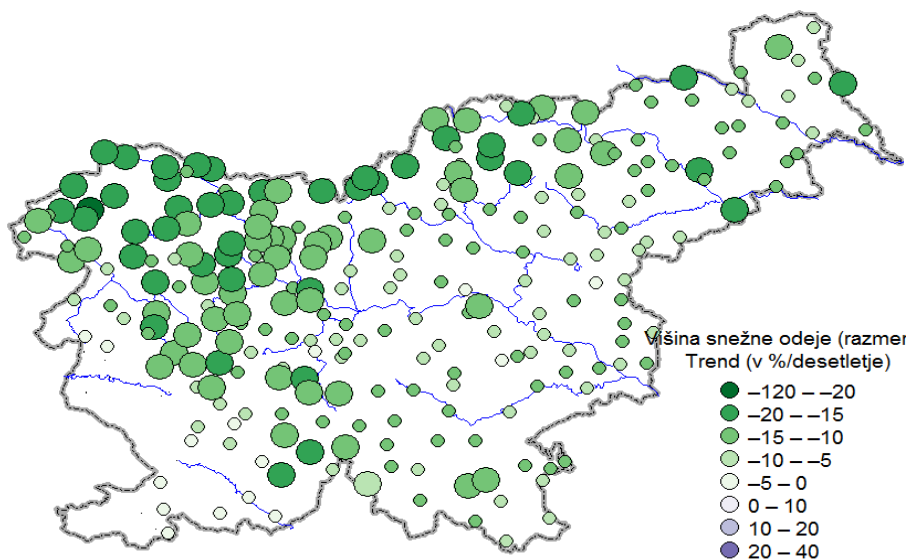 Višina snežne odeje (razmer
Trend (v %/desetletje)
–120 – –20
–20 – –15
–15 – –10
–10 – –5
–5 – 0
0 – 10
10 – 20
20 – 40